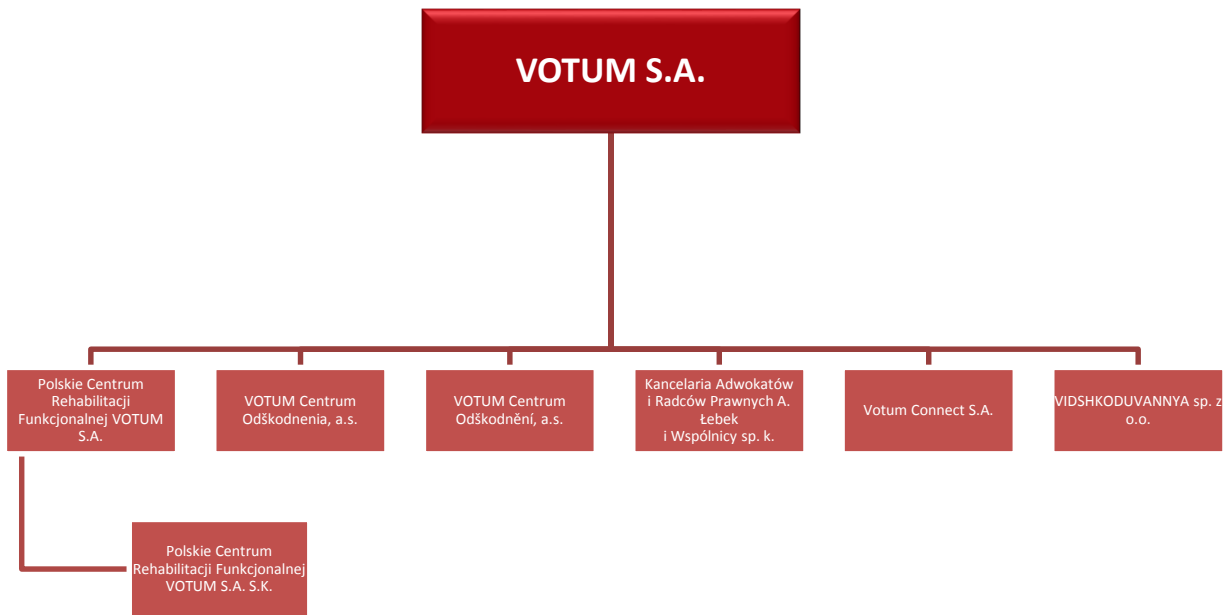 VOTUM S.A.
Polskie Centrum
Rehabilitacji
Funkcjonalnej VOTUM
S.A.
VOTUM Centrum
Odškodnenia, a.s.
VOTUM Centrum
Odškodnění, a.s.
Kancelaria Adwokatów
i Radców Prawnych A.
Łebek
i Wspólnicy sp. k.
Votum Connect S.A.
VIDSHKODUVANNYA sp. z
o.o.
Polskie Centrum
Rehabilitacji Funkcjonalnej
VOTUM S.A. S.K.